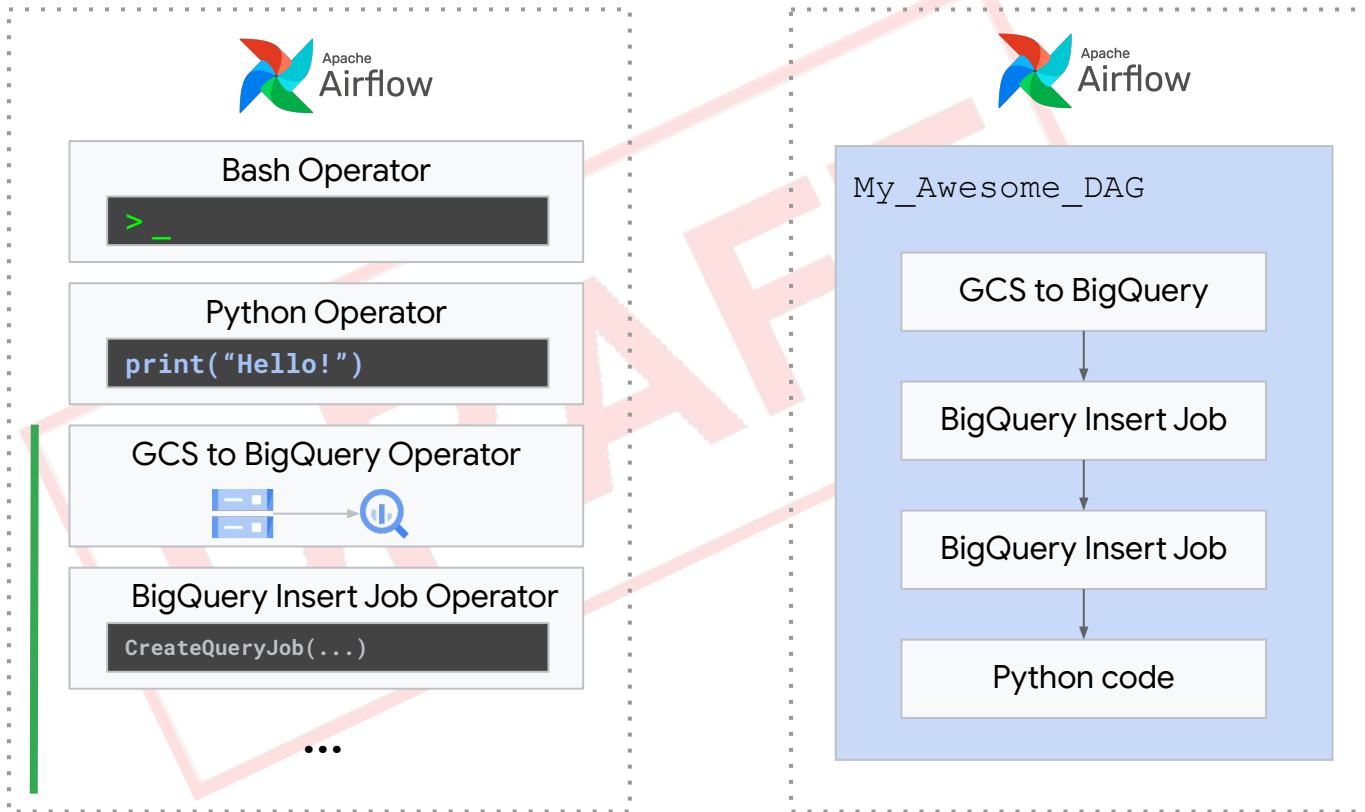 Apache
Airflow
Bash Operator
> _
Python Operator
print(“Hello!”)
GCS to BigQuery Operator
BigQuery Insert Job Operator
CreateQueryJob(...)
...
Apache
Airflow
My_Awesome_DAG
GCS to BigQuery
BigQuery Insert Job
BigQuery Insert Job
Python code
DRAFT